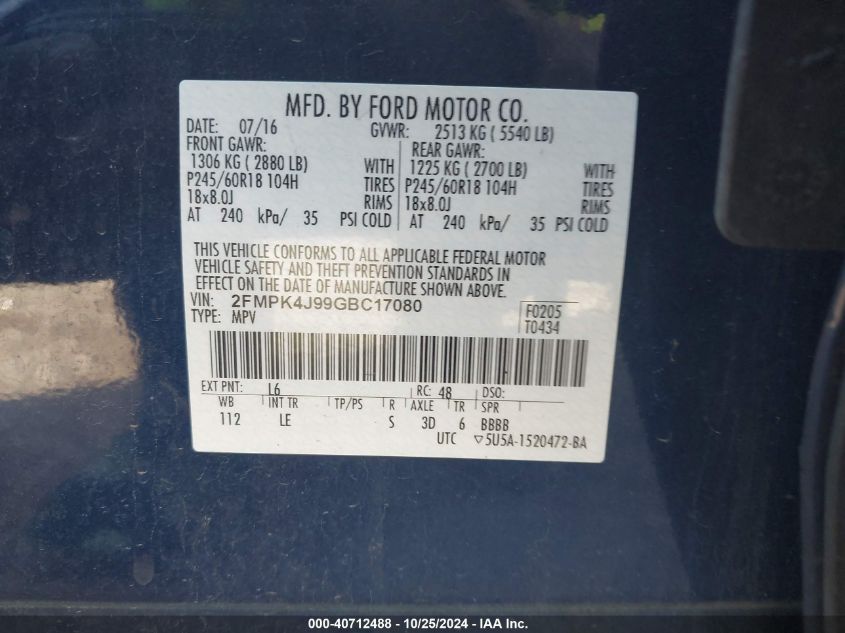 MFD. BY FORD MOTOR CO.
DATE: 07/16 GVWR: 2513 KG ( 5540 LB)
FRONT GAWR: REAR GAWR:
1306 KG ( 2880 LB) WITH 1225 KG ( 2700 LB) WITH
P245/60R18 104H TIRES P245/60R18 104H TIRES
18x8.0J RIMS 18x8.0J RIMS
AT 240 kPa/ 35 PSI COLD AT 240 kPa/ 35 PSI COLD
THIS VEHICLE CONFORMS TO ALL APPLICABLE FEDERAL MOTOR
VEHICLE SAFETY AND THEFT PREVENTION STANDARDS IN
EFFECT ON THE DATE OF MANUFACTURE SHOWN ABOVE.
VIN: 2FMPK4J99GBC17080 F0205
TYPE: MPV T0434
EXT PNT: L6 RC: 48 DSO:
WB INT TR TP/PS R AXLE TR SPR
112 LE S 3D 6 BBBB
UTC ▽5U5A-1520472-BA
000-40712488 - 10/25/2024 - IAA Inc.